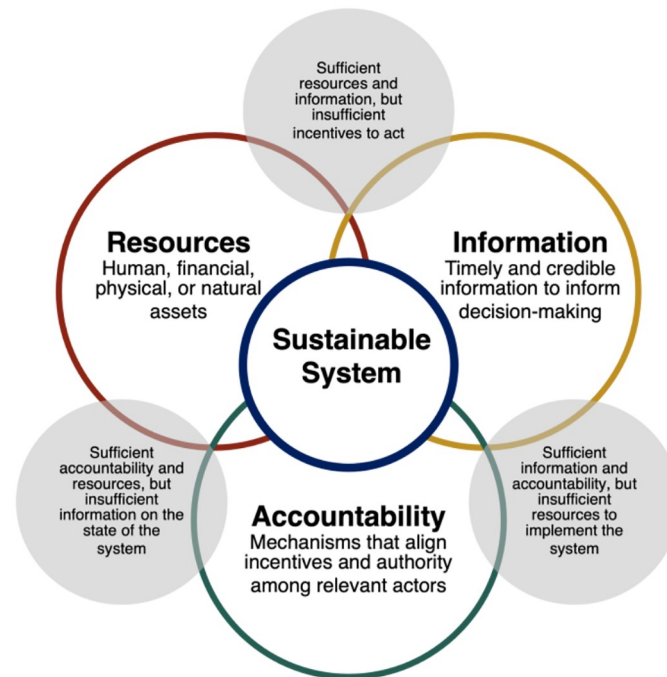 Sufficient
resources and
information, but
insufficient
incentives to act
Resources
Human, financial,
physical, or natural
assets
Information
Timely and credible
information to inform
decision-making
Sustainable
System
Sufficient
accountability and
resources, but
insufficient
information on the
state of the
system
Accountability
Mechanisms that align
incentives and authority
among relevant actors
Sufficient
information and
accountability, but
insufficient
resources to
implement the
system